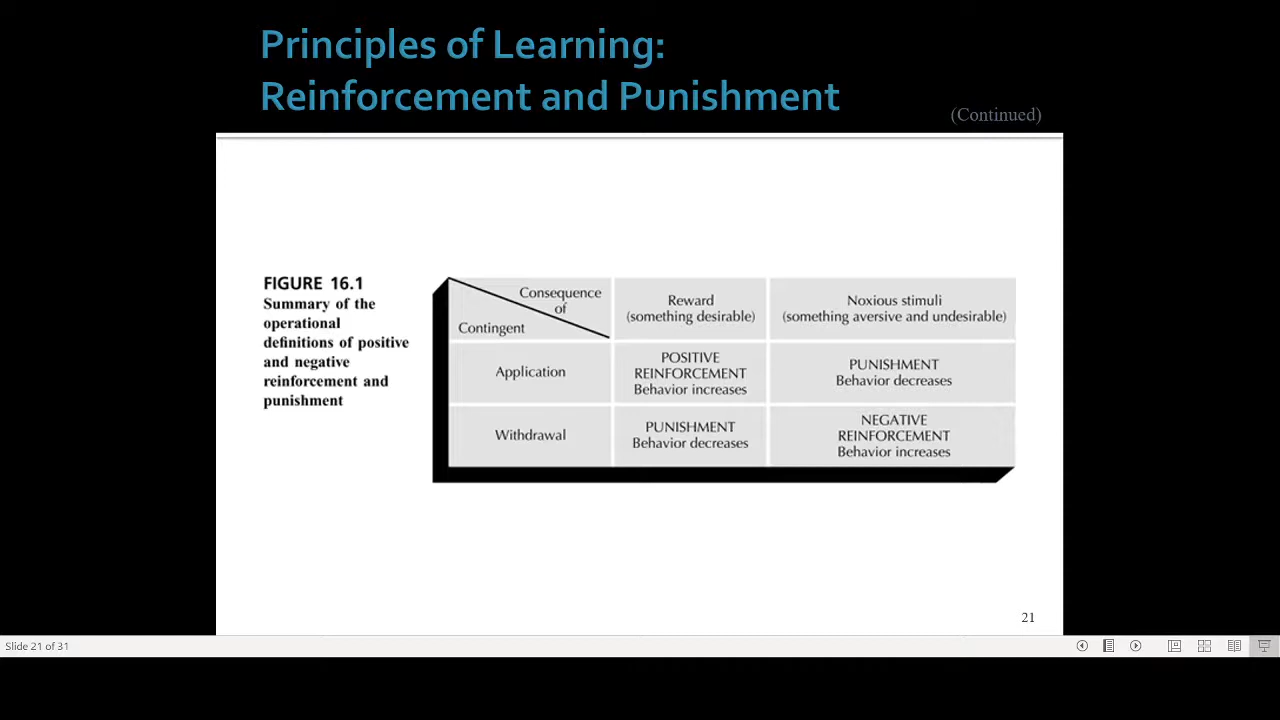 Principles of Learning:
Reinforcement and Punishment
(Continued)
FIGURE 16.1
Summary of the
operational
definitions of positive
and negative
reinforcement and
punishment
Consequence
of
Contingent
Reward
(something desirable)
Noxious stimuli
(something aversive and undesirable)
Application
POSITIVE
REINFORCEMENT
Behavior increases
PUNISHMENT
Behavior decreases
Withdrawal
PUNISHMENT
Behavior decreases
NEGATIVE
REINFORCEMENT
Behavior increases
21
Slide 21 of 31